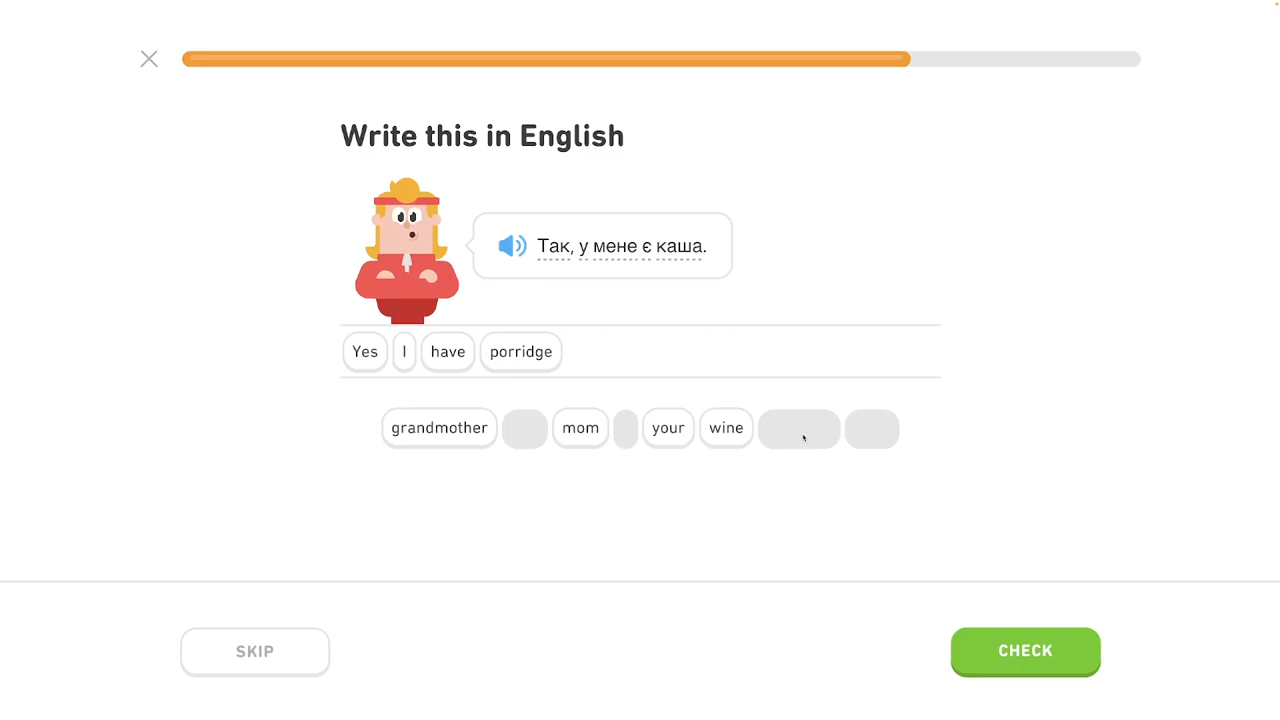 Write this in English
Так, у мене є каша.
Yes I have porridge
grandmother mom your wine
SKIP CHECK